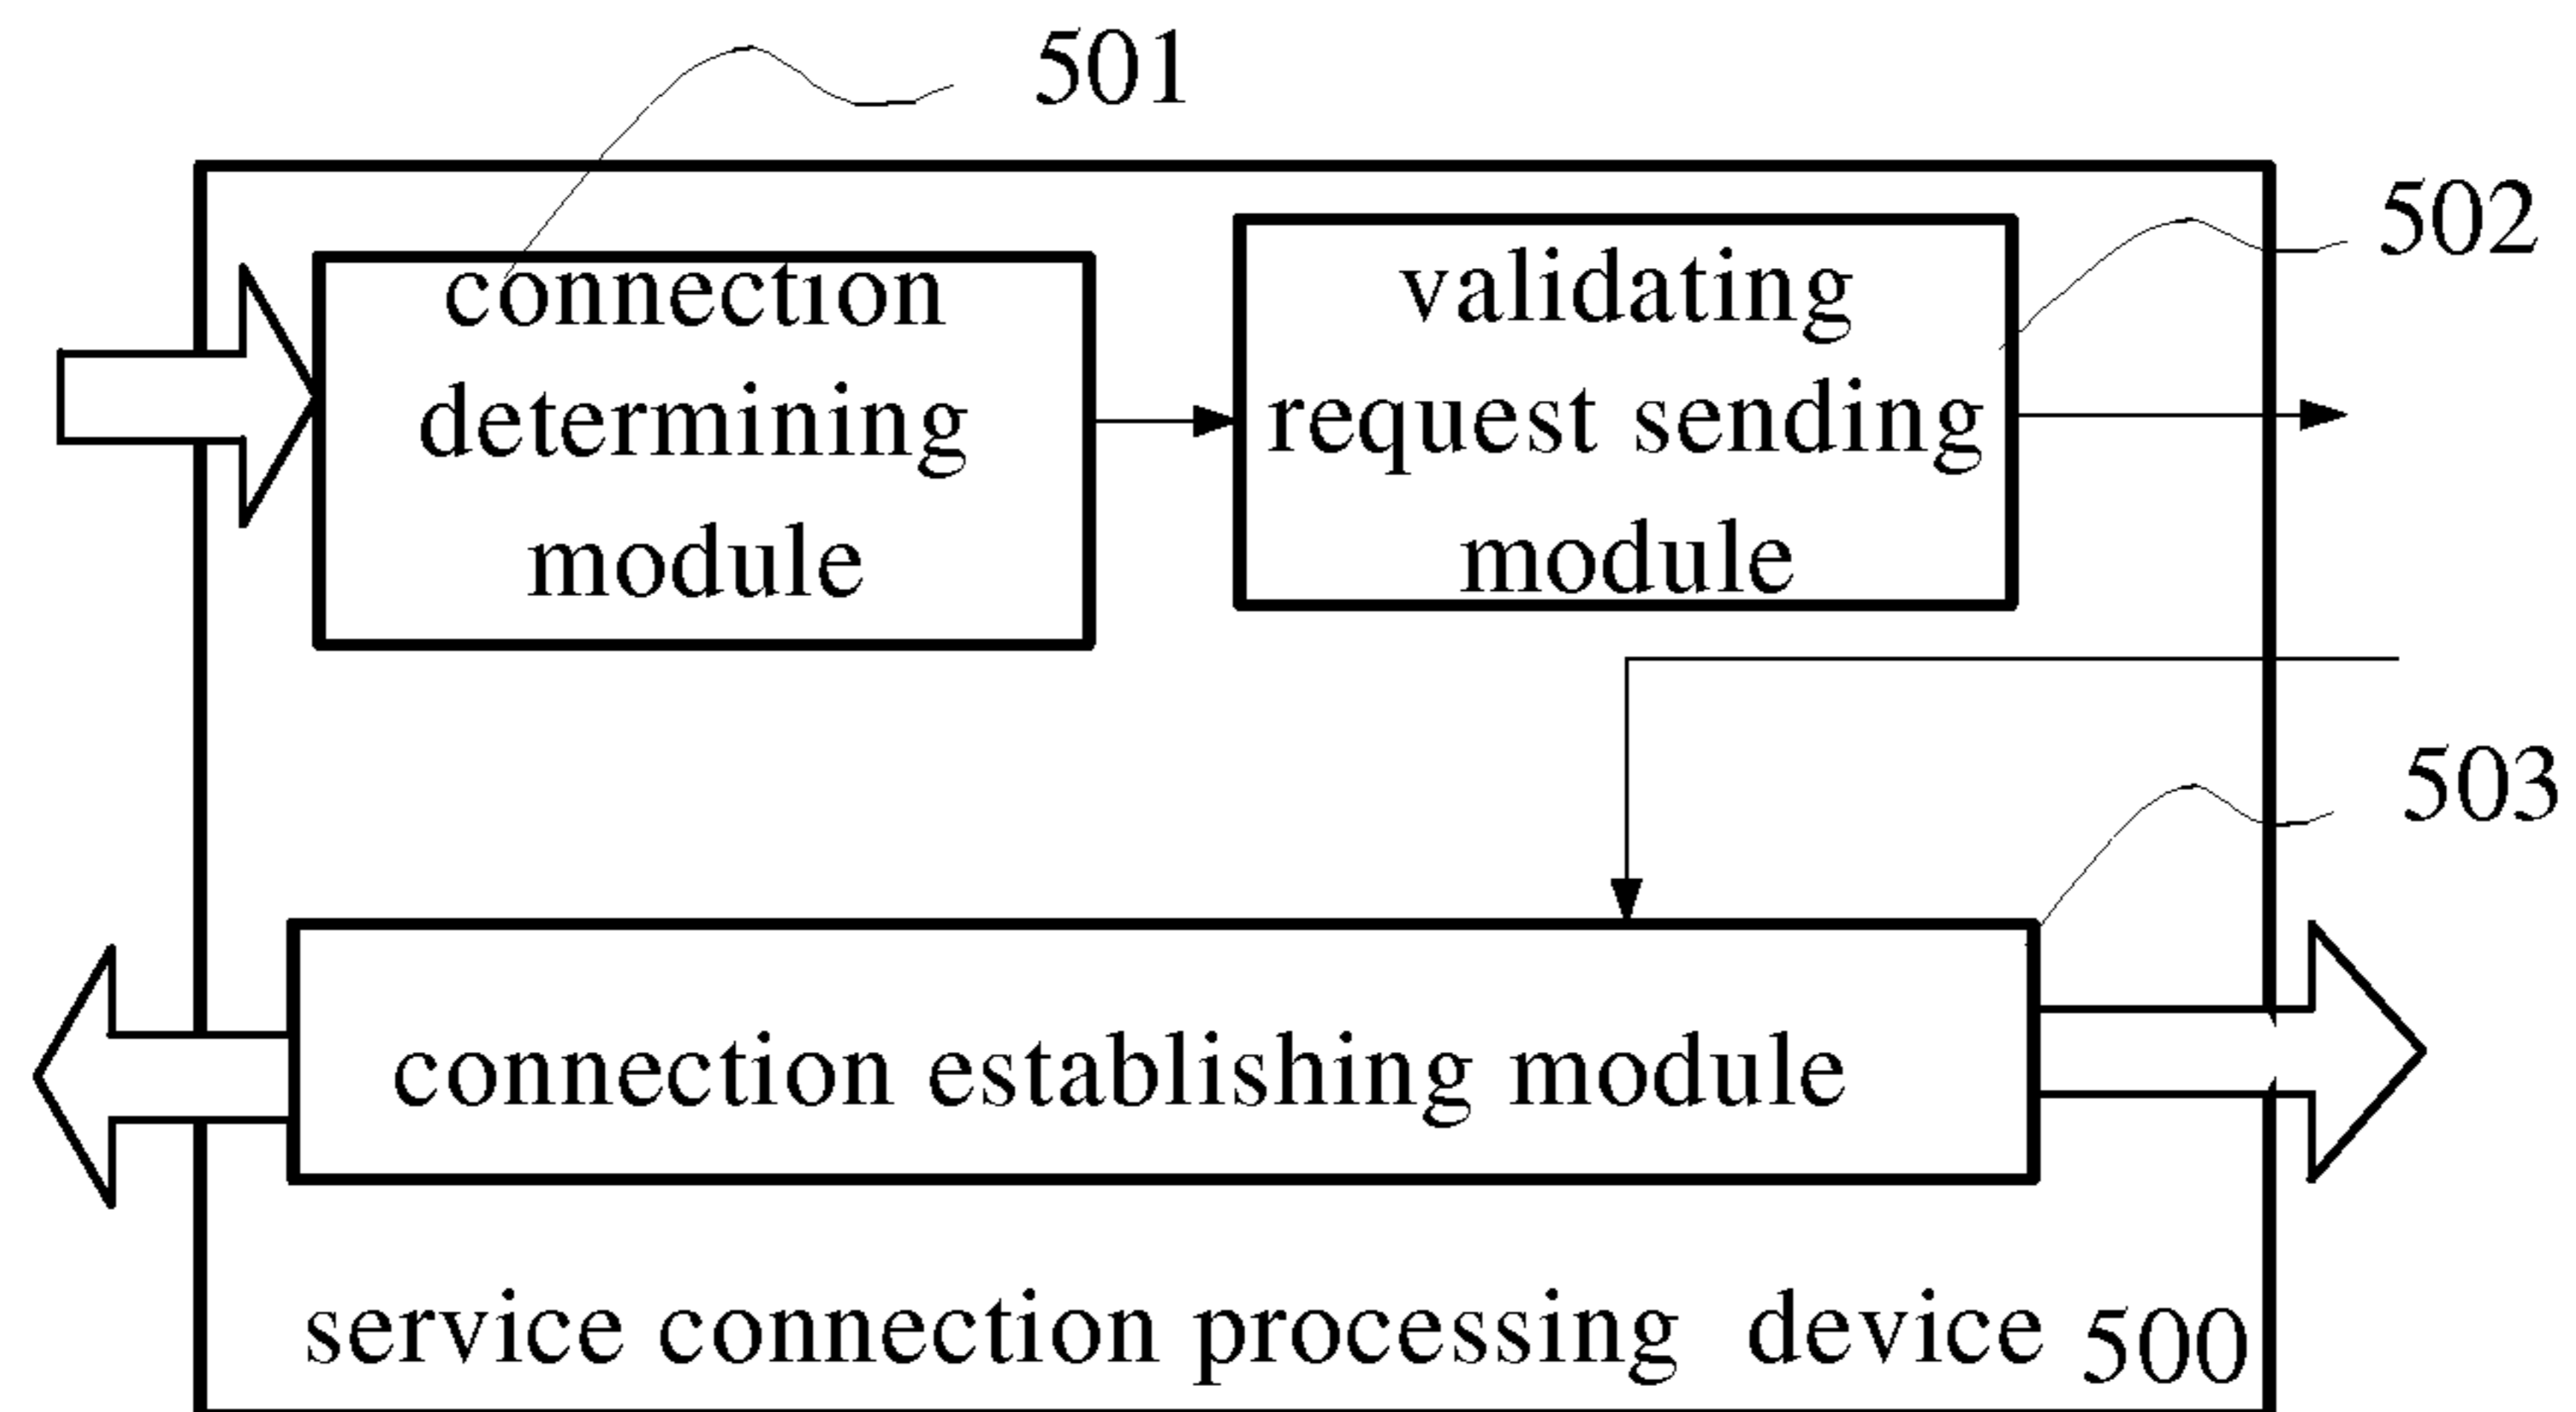 501
connection
determining
module
validating
request sending
module
502
503
connection establishing module
service connection processing device 500